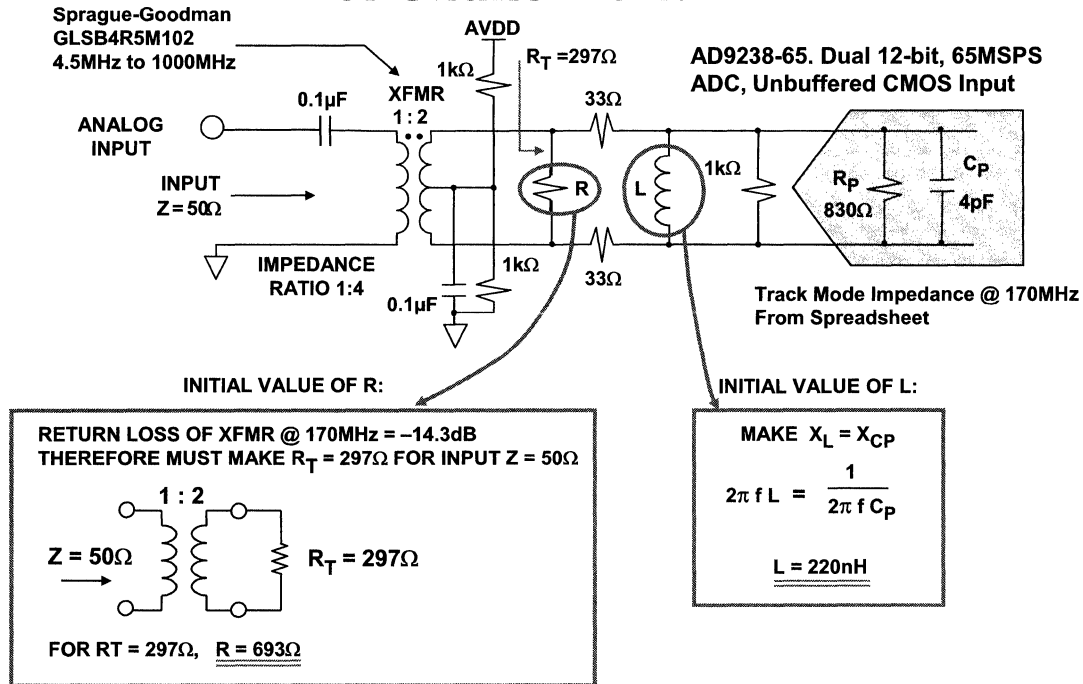 Sprague-Goodman
GLSB4R5M102
4.5MHz to 1000MHz
AVDD
1kΩ
R_T =297Ω
AD9238-65. Dual 12-bit, 65MSPS
ADC, Unbuffered CMOS Input
XFMR
1 : 2
0.1μF
33Ω
ANALOG
INPUT
INPUT
Z = 50Ω
R
L
1kΩ
R_P
830Ω
C_P
4pF
IMPEDANCE
RATIO 1:4
1kΩ
0.1μF
33Ω
Track Mode Impedance @ 170MHz
From Spreadsheet
INITIAL VALUE OF R:
RETURN LOSS OF XFMR @ 170MHz = –14.3dB
THEREFORE MUST MAKE R_T = 297Ω FOR INPUT Z = 50Ω
1 : 2
Z = 50Ω
R_T = 297Ω
FOR RT = 297Ω, R = 693Ω
INITIAL VALUE OF L:
MAKE X_L = X_CP
2π f L = 1 / 2π f C_P
L = 220nH